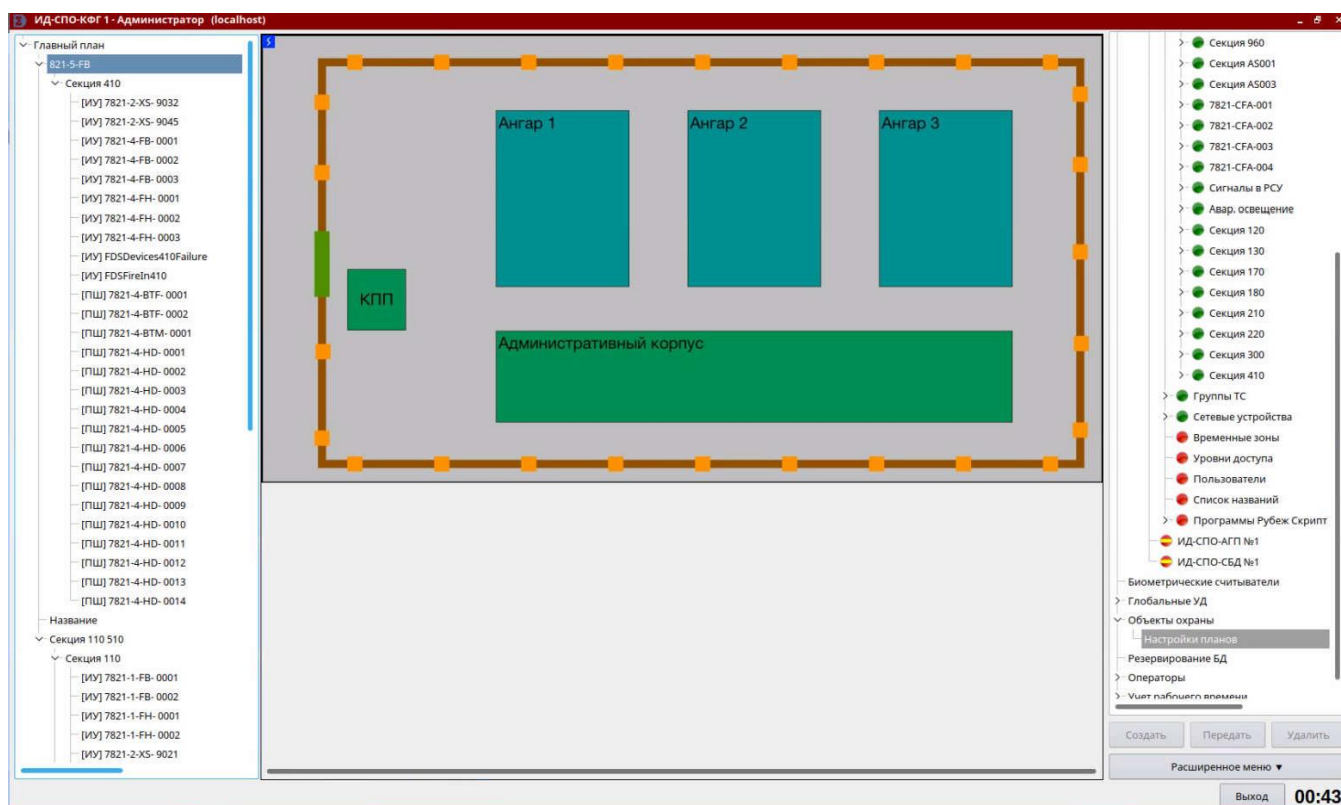 ИД-СПО-КФГ 1 - Администратор (localhost)
Главный план
821-5-FB
Секция 410
[ИУ] 7821-2-XS- 9032
[ИУ] 7821-2-XS- 9045
[ИУ] 7821-4-FB- 0001
[ИУ] 7821-4-FB- 0002
[ИУ] 7821-4-FB- 0003
[ИУ] 7821-4-FH- 0001
[ИУ] 7821-4-FH- 0002
[ИУ] 7821-4-FH- 0003
[ИУ] FDSDevices410Failure
[ИУ] FDSFireIn410
[ПШ] 7821-4-BTF- 0001
[ПШ] 7821-4-BTF- 0002
[ПШ] 7821-4-BTM- 0001
[ПШ] 7821-4-HD- 0001
[ПШ] 7821-4-HD- 0002
[ПШ] 7821-4-HD- 0003
[ПШ] 7821-4-HD- 0004
[ПШ] 7821-4-HD- 0005
[ПШ] 7821-4-HD- 0006
[ПШ] 7821-4-HD- 0007
[ПШ] 7821-4-HD- 0008
[ПШ] 7821-4-HD- 0009
[ПШ] 7821-4-HD- 0010
[ПШ] 7821-4-HD- 0011
[ПШ] 7821-4-HD- 0012
[ПШ] 7821-4-HD- 0013
[ПШ] 7821-4-HD- 0014
Название
Секция 110 510
Секция 110
[ИУ] 7821-1-FB- 0001
[ИУ] 7821-1-FB- 0002
[ИУ] 7821-1-FH- 0001
[ИУ] 7821-1-FH- 0002
[ИУ] 7821-2-XS- 9021
Ангар 1
Ангар 2
Ангар 3
КПП
Административный корпус
Секция 960
Секция AS001
Секция AS003
7821-CFA-001
7821-CFA-002
7821-CFA-003
7821-CFA-004
Сигналы в РСУ
Авар. освещение
Секция 120
Секция 130
Секция 170
Секция 180
Секция 210
Секция 220
Секция 300
Секция 410
Группы ТС
Сетевые устройства
Временные зоны
Уровни доступа
Пользователи
Список названий
Программы Рубеж Скрипт
ИД-СПО-АГП №1
ИД-СПО-СБД №1
Биометрические считыватели
Глобальные УД
Объекты охраны
Настройки планов
Резервирование БД
Операторы
Учет рабочего времени
Создать
Передать
Удалить
Расширенное меню ▼
Выход
00:43